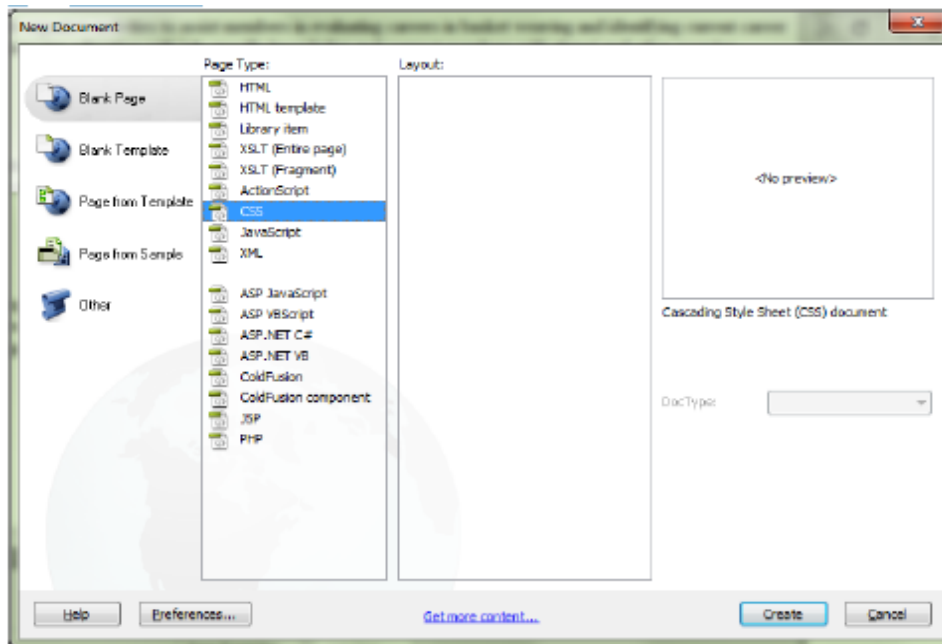 New Document
Page Type:
Layout:
Blank Page
Blank Template
Page from Template
Page from Sample
Other
HTML
HTML template
Library item
XSLT (Entire page)
XSLT (Fragment)
ActionScript
CSS
JavaScript
XML
ASP JavaScript
ASP VBScript
ASP.NET C#
ASP.NET VB
ColdFusion
ColdFusion component
JSP
PHP
<No preview>
Cascading Style Sheet (CSS) document
DocType:
Help
Preferences...
Get more content...
Create
Cancel